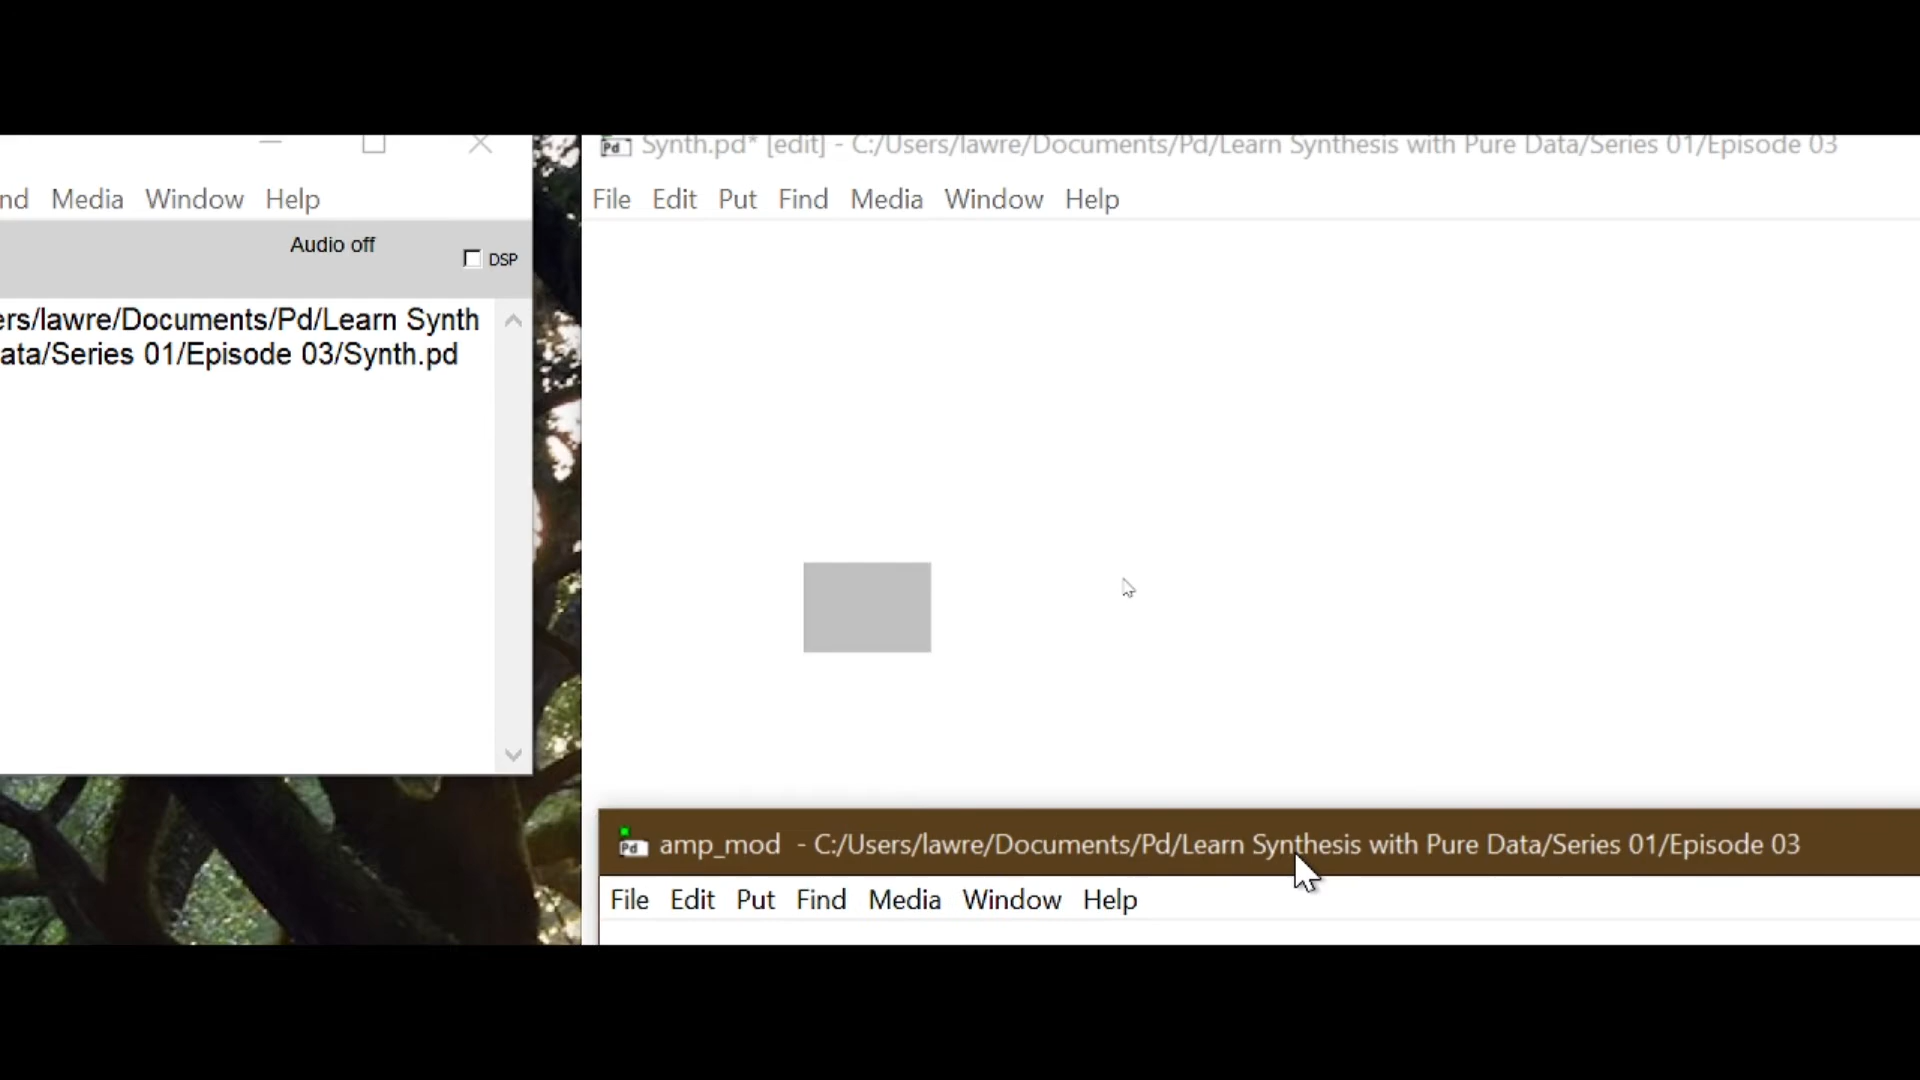 nd Media Window Help
Audio off
DSP
ers/lawre/Documents/Pd/Learn Synth
ata/Series 01/Episode 03/Synth.pd
Pd Synth.pd* [edit] - C:/Users/lawre/Documents/Pd/Learn Synthesis with Pure Data/Series 01/Episode 03
File Edit Put Find Media Window Help
Pd amp_mod - C:/Users/lawre/Documents/Pd/Learn Synthesis with Pure Data/Series 01/Episode 03
File Edit Put Find Media Window Help